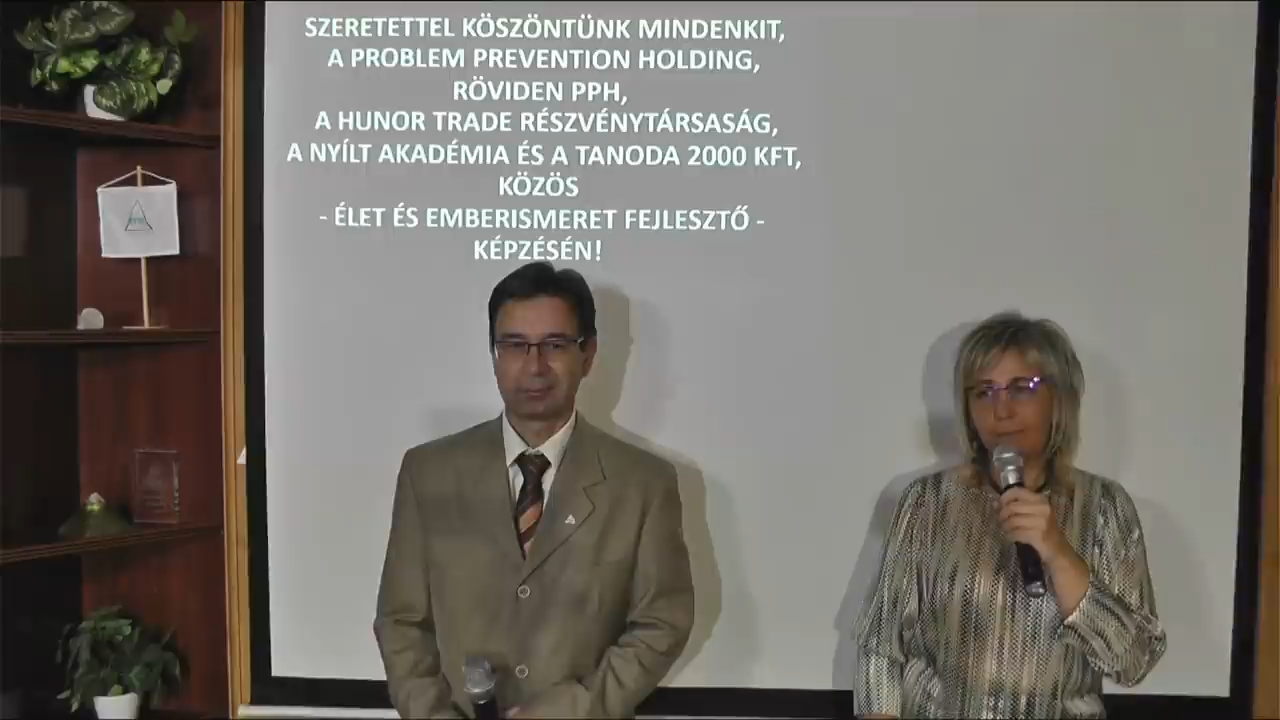 SZERETETTEL KÖSZÖNTÜNK MINDENKIT,
A PROBLEM PREVENTION HOLDING,
RÖVIDEN PPH,
A HUNOR TRADE RÉSZVÉNYTÁRSASÁG,
A NYÍLT AKADÉMIA ÉS A TANODA 2000 KFT,
KÖZÖS
- ÉLET ÉS EMBERISMERET FEJLESZTŐ -
KÉPZÉSÉN!